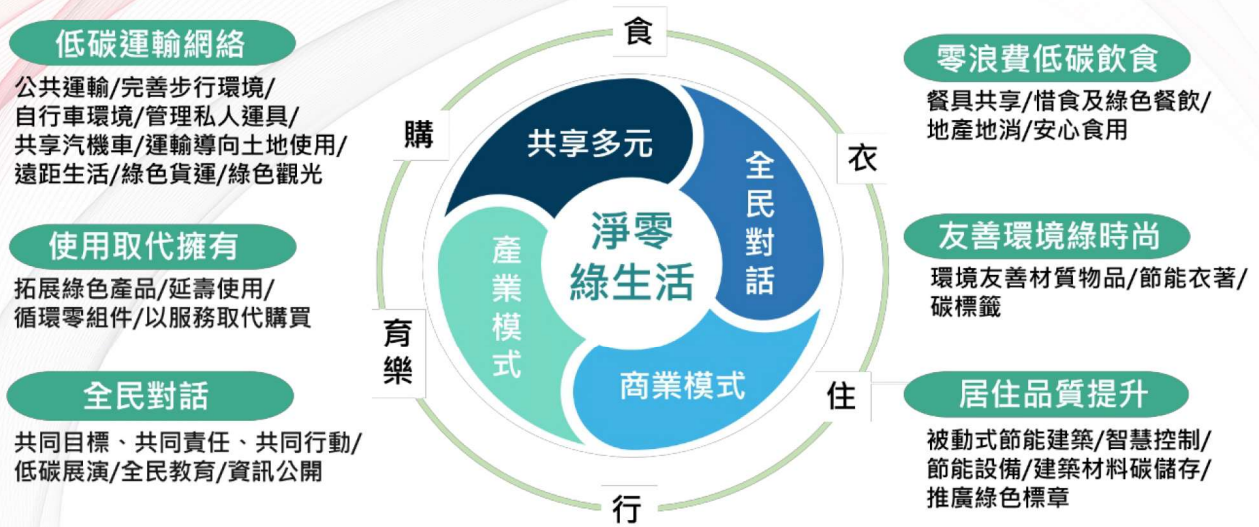 低碳運輸網絡
公共運輸/完善步行環境/
自行車環境/管理私人運具/
共享汽機車/運輸導向土地使用/
遠距生活/綠色貨運/綠色觀光
使用取代擁有
拓展綠色產品/延壽使用/
循環零組件/以服務取代購買
全民對話
共同目標、共同責任、共同行動/
低碳展演/全民教育/資訊公開
食
衣
住
行
育樂
購
共享多元
全民對話
商業模式
產業模式
淨零
綠生活
零浪費低碳飲食
餐具共享/惜食及綠色餐飲/
地產地消/安心食用
友善環境綠時尚
環境友善材質物品/節能衣著/
碳標籤
居住品質提升
被動式節能建築/智慧控制/
節能設備/建築材料碳儲存/
推廣綠色標章